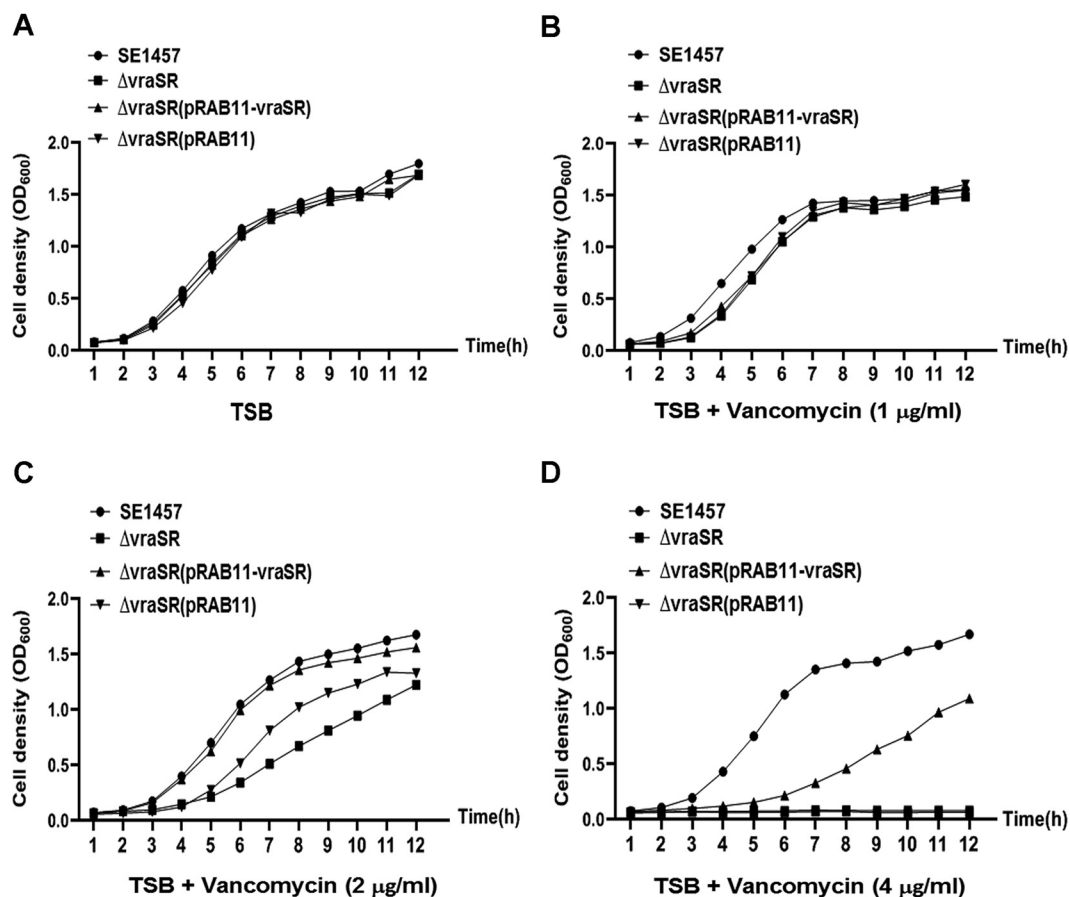 A
SE1457
ΔvraSR
ΔvraSR(pRAB11-vraSR)
ΔvraSR(pRAB11)
Cell density (OD600)
2.0
1.5
1.0
0.5
0.0
1 2 3 4 5 6 7 8 9 10 11 12
Time(h)
TSB
B
SE1457
ΔvraSR
ΔvraSR(pRAB11-vraSR)
ΔvraSR(pRAB11)
Cell density (OD600)
2.0
1.5
1.0
0.5
0.0
1 2 3 4 5 6 7 8 9 10 11 12
Time(h)
TSB + Vancomycin (1 μg/ml)
C
SE1457
ΔvraSR
ΔvraSR(pRAB11-vraSR)
ΔvraSR(pRAB11)
Cell density (OD600)
2.0
1.5
1.0
0.5
0.0
1 2 3 4 5 6 7 8 9 10 11 12
Time(h)
TSB + Vancomycin (2 μg/ml)
D
SE1457
ΔvraSR
ΔvraSR(pRAB11-vraSR)
ΔvraSR(pRAB11)
Cell density (OD600)
2.0
1.5
1.0
0.5
0.0
1 2 3 4 5 6 7 8 9 10 11 12
Time(h)
TSB + Vancomycin (4 μg/ml)